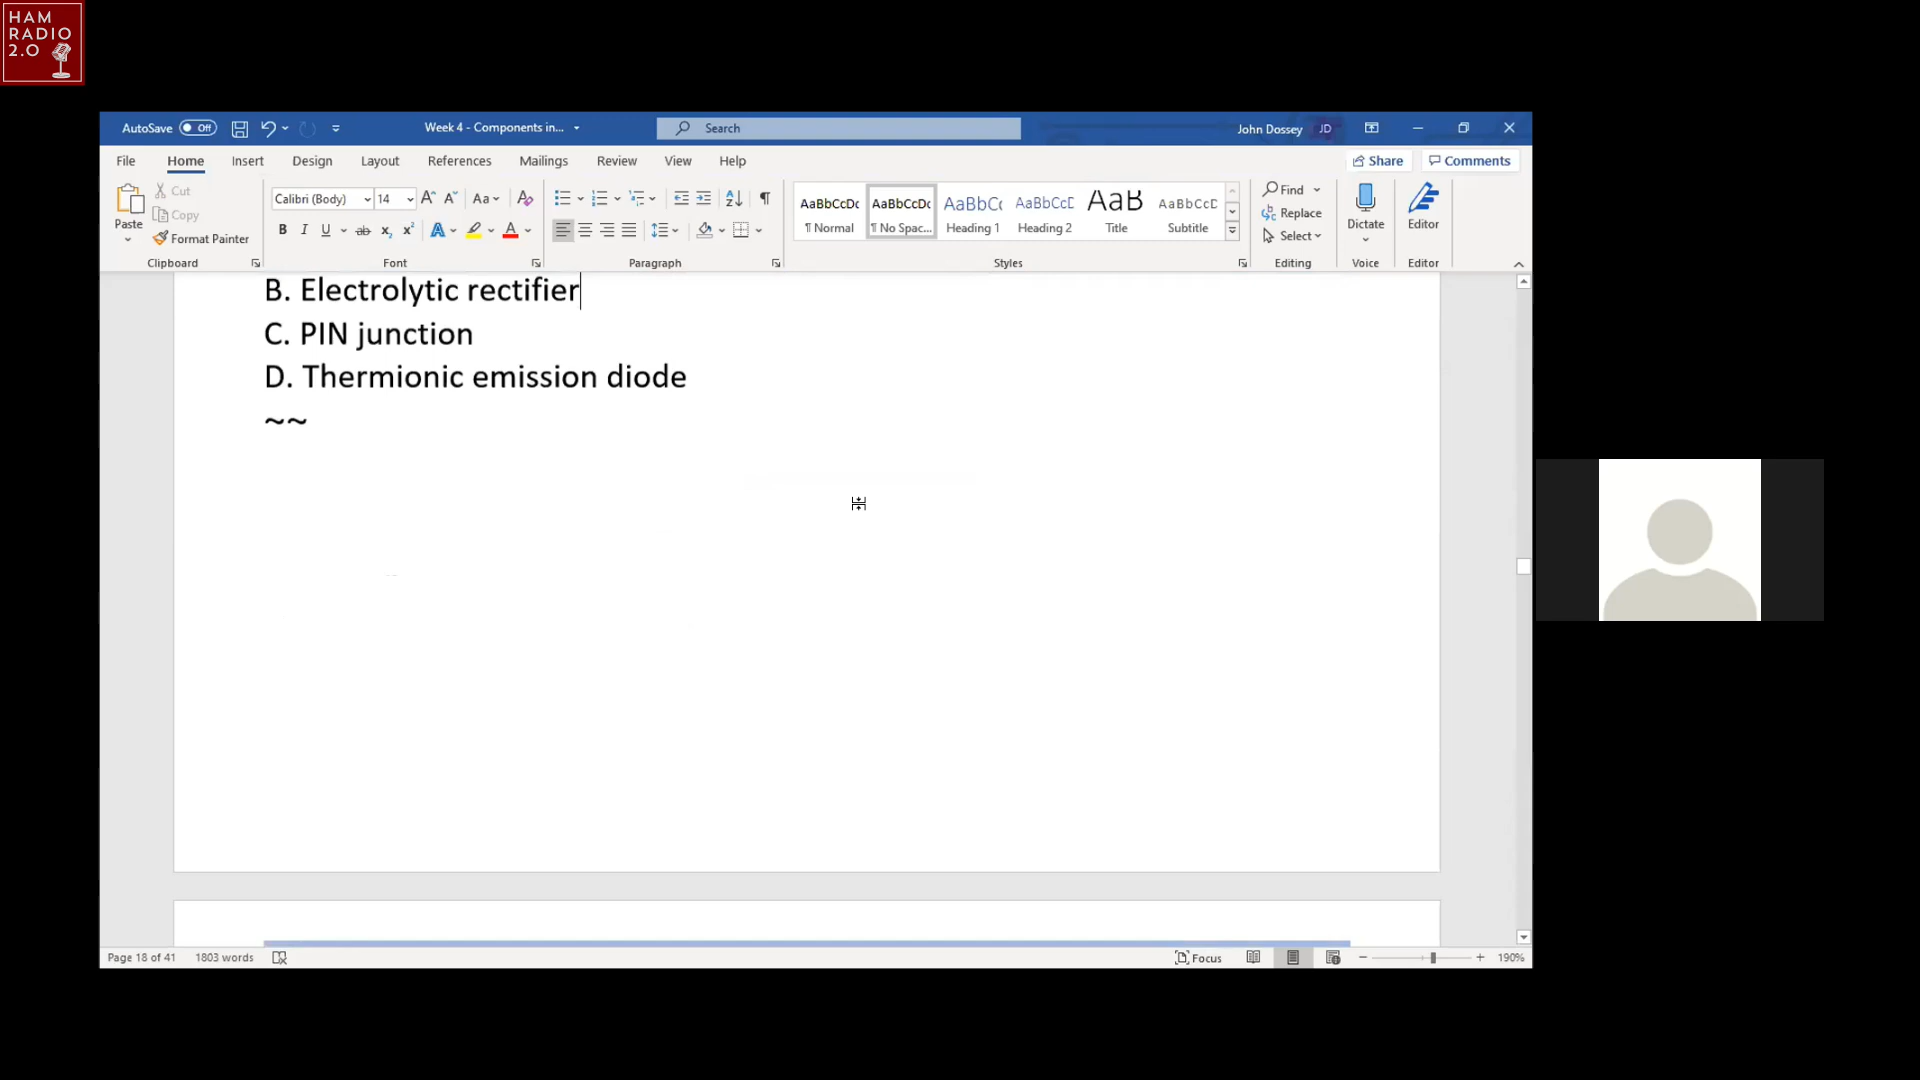 HAM
RADIO
2.0
AutoSave Off
Week 4 - Components in...
Search
John Dossey JD
File Home Insert Design Layout References Mailings Review View Help
Share Comments
Paste
Cut
Copy
Format Painter
Clipboard
Calibri (Body) 14
Font
Paragraph
AaBbCcDc AaBbCcDc AaBbCc AaBbCcD AaB AaBbCcD
¶ Normal ¶ No Spac... Heading 1 Heading 2 Title Subtitle
Styles
Find
Replace
Select
Editing
Dictate
Voice
Editor
Editor
B. Electrolytic rectifier
C. PIN junction
D. Thermionic emission diode
~~
Page 18 of 41 1803 words
Focus
190%